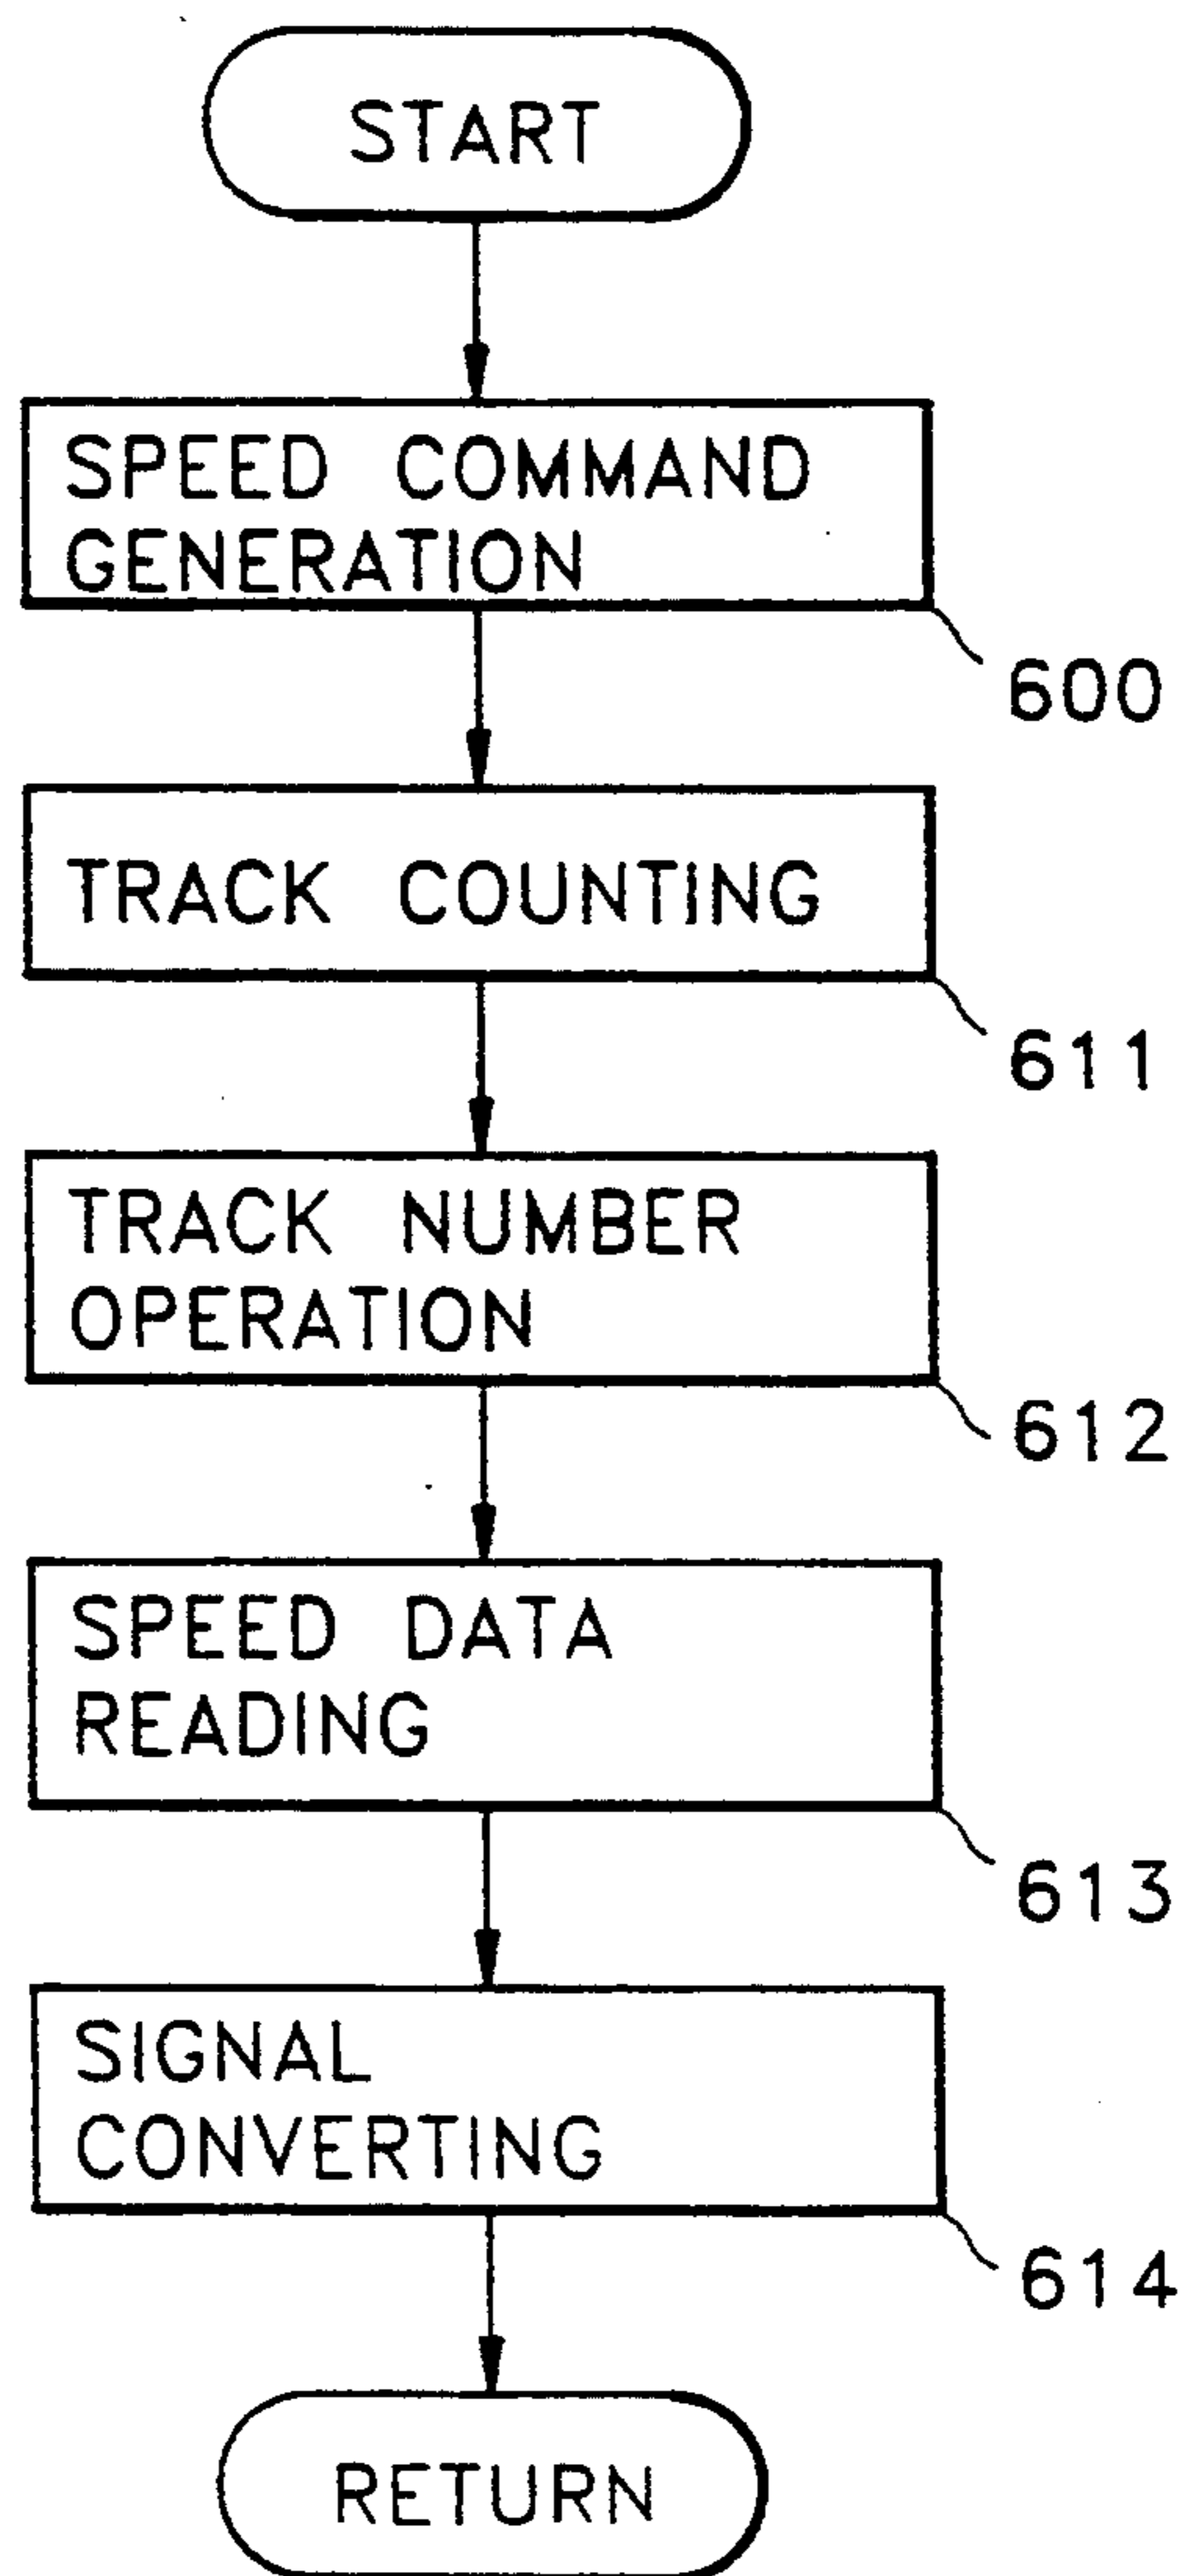 START
SPEED COMMAND
GENERATION
600
TRACK COUNTING
611
TRACK NUMBER
OPERATION
612
SPEED DATA
READING
613
SIGNAL
CONVERTING
614
RETURN